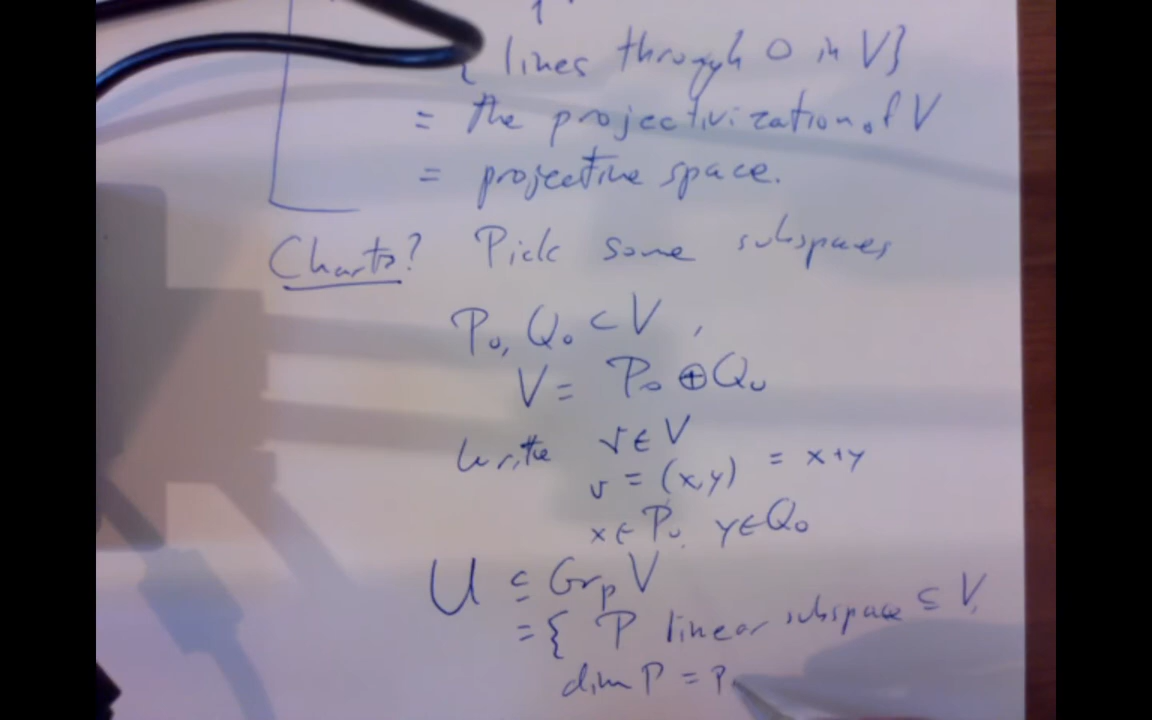 { lines through 0 in V}
= the projectivization of V
= projective space.
Charts? Pick some subspaces
P₀, Q₀ ⊂ V,
V = P₀ ⊕ Q₀
Write v ∈ V
v = (x,y) = x+y
x ∈ P₀, y ∈ Q₀
U ⊆ Grₚ V
= { P linear subspace ⊆ V,
dim P = p,